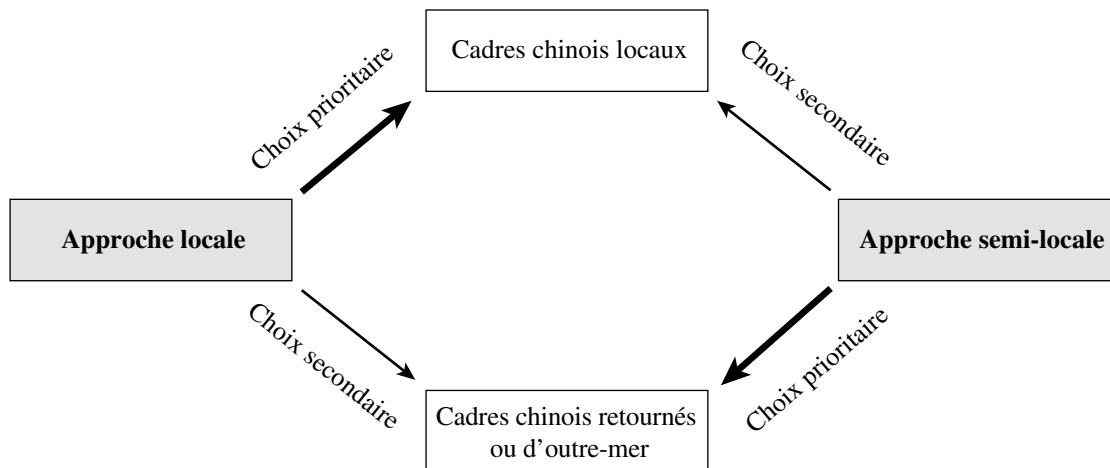 Cadres chinois locaux
Choix prioritaire
Choix secondaire
Approche locale
Approche semi-locale
Choix secondaire
Choix prioritaire
Cadres chinois retournés
ou d'outre-mer